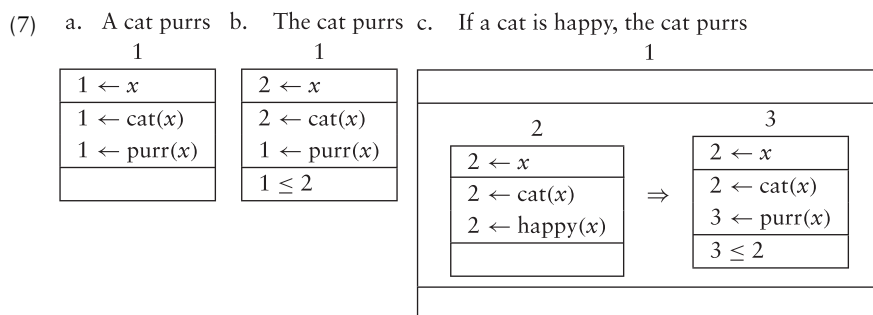 (7) a. A cat purrs b. The cat purrs c. If a cat is happy, the cat purrs
1 1 1
1 ← x
1 ← cat(x)
1 ← purr(x)
2 ← x
2 ← cat(x)
1 ← purr(x)
1 ≤ 2
2
2 ← x
2 ← cat(x)
2 ← happy(x)
⇒
3
2 ← x
2 ← cat(x)
3 ← purr(x)
3 ≤ 2